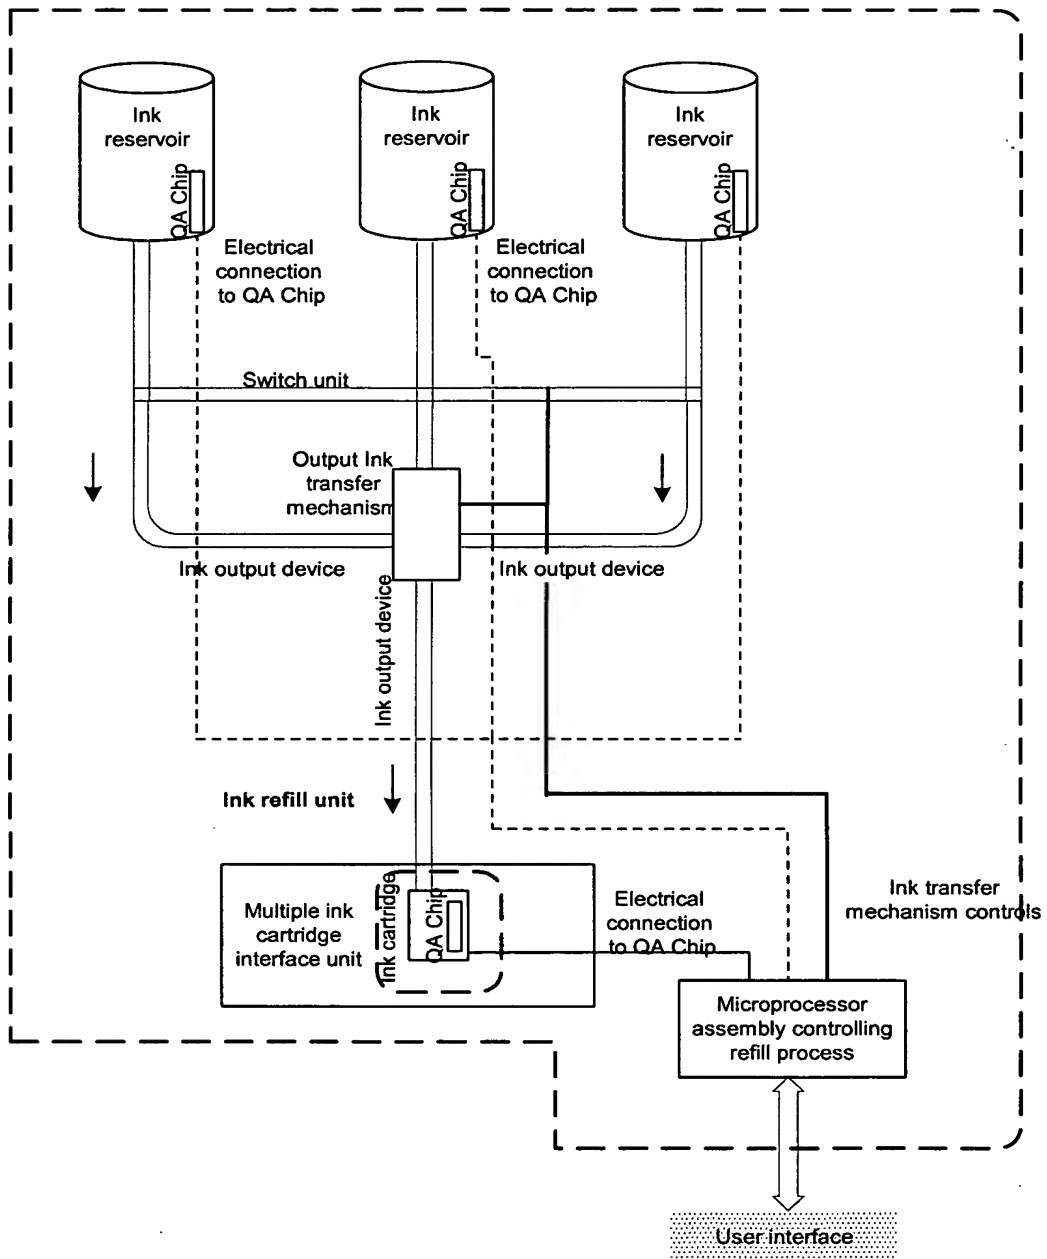 Ink
reservoir
QA Chip
Ink
reservoir
QA Chip
Ink
reservoir
QA Chip
Electrical
connection
to QA Chip
Electrical
connection
to QA Chip
Switch unit
Output Ink
transfer
mechanism
Ink output device
Ink output device
Ink output device
Ink refill unit
Multiple ink
cartridge
interface unit
Ink cartridge
QA Chip
Electrical
connection
to QA Chip
Ink transfer
mechanism controls
Microprocessor
assembly controlling
refill process
User interface